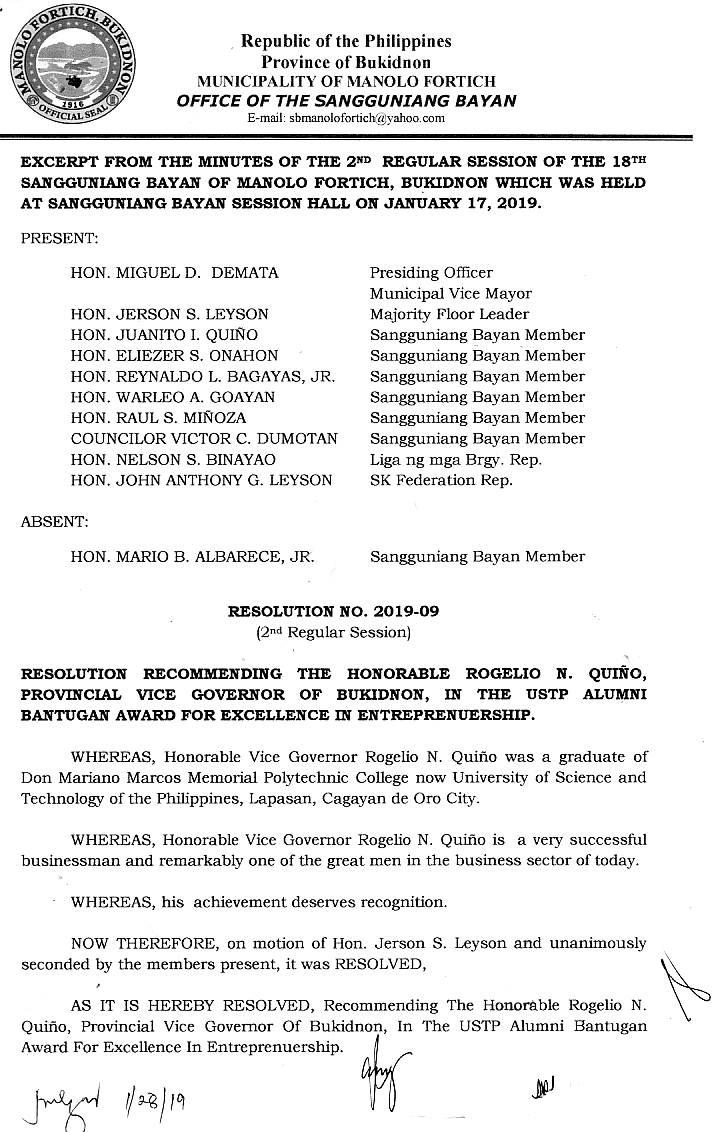 MANOLO FORTICH, BUKIDNON
1916
OFFICIAL SEAL
Republic of the Philippines
Province of Bukidnon
MUNICIPALITY OF MANOLO FORTICH
OFFICE OF THE SANGGUNIANG BAYAN
E-mail: sbmanolofortich@yahoo.com
EXCERPT FROM THE MINUTES OF THE 2ND REGULAR SESSION OF THE 18TH
SANGGUNIANG BAYAN OF MANOLO FORTICH, BUKIDNON WHICH WAS HELD
AT SANGGUNIANG BAYAN SESSION HALL ON JANUARY 17, 2019.
PRESENT:
HON. MIGUEL D. DEMATA Presiding Officer
Municipal Vice Mayor
HON. JERSON S. LEYSON Majority Floor Leader
HON. JUANITO I. QUIÑO Sangguniang Bayan Member
HON. ELIEZER S. ONAHON Sangguniang Bayan Member
HON. REYNALDO L. BAGAYAS, JR. Sangguniang Bayan Member
HON. WARLEO A. GOAYAN Sangguniang Bayan Member
HON. RAUL S. MIÑOZA Sangguniang Bayan Member
COUNCILOR VICTOR C. DUMOTAN Sangguniang Bayan Member
HON. NELSON S. BINAYAO Liga ng mga Brgy. Rep.
HON. JOHN ANTHONY G. LEYSON SK Federation Rep.
ABSENT:
HON. MARIO B. ALBARECE, JR. Sangguniang Bayan Member
RESOLUTION NO. 2019-09
(2nd Regular Session)
RESOLUTION RECOMMENDING THE HONORABLE ROGELIO N. QUIÑO,
PROVINCIAL VICE GOVERNOR OF BUKIDNON, IN THE USTP ALUMNI
BANTUGAN AWARD FOR EXCELLENCE IN ENTREPRENUERSHIP.
WHEREAS, Honorable Vice Governor Rogelio N. Quiño was a graduate of
Don Mariano Marcos Memorial Polytechnic College now University of Science and
Technology of the Philippines, Lapasan, Cagayan de Oro City.
WHEREAS, Honorable Vice Governor Rogelio N. Quiño is a very successful
businessman and remarkably one of the great men in the business sector of today.
WHEREAS, his achievement deserves recognition.
NOW THEREFORE, on motion of Hon. Jerson S. Leyson and unanimously
seconded by the members present, it was RESOLVED,
AS IT IS HEREBY RESOLVED, Recommending The Honorable Rogelio N.
Quiño, Provincial Vice Governor Of Bukidnon, In The USTP Alumni Bantugan
Award For Excellence In Entreprenuership.
1/28/19